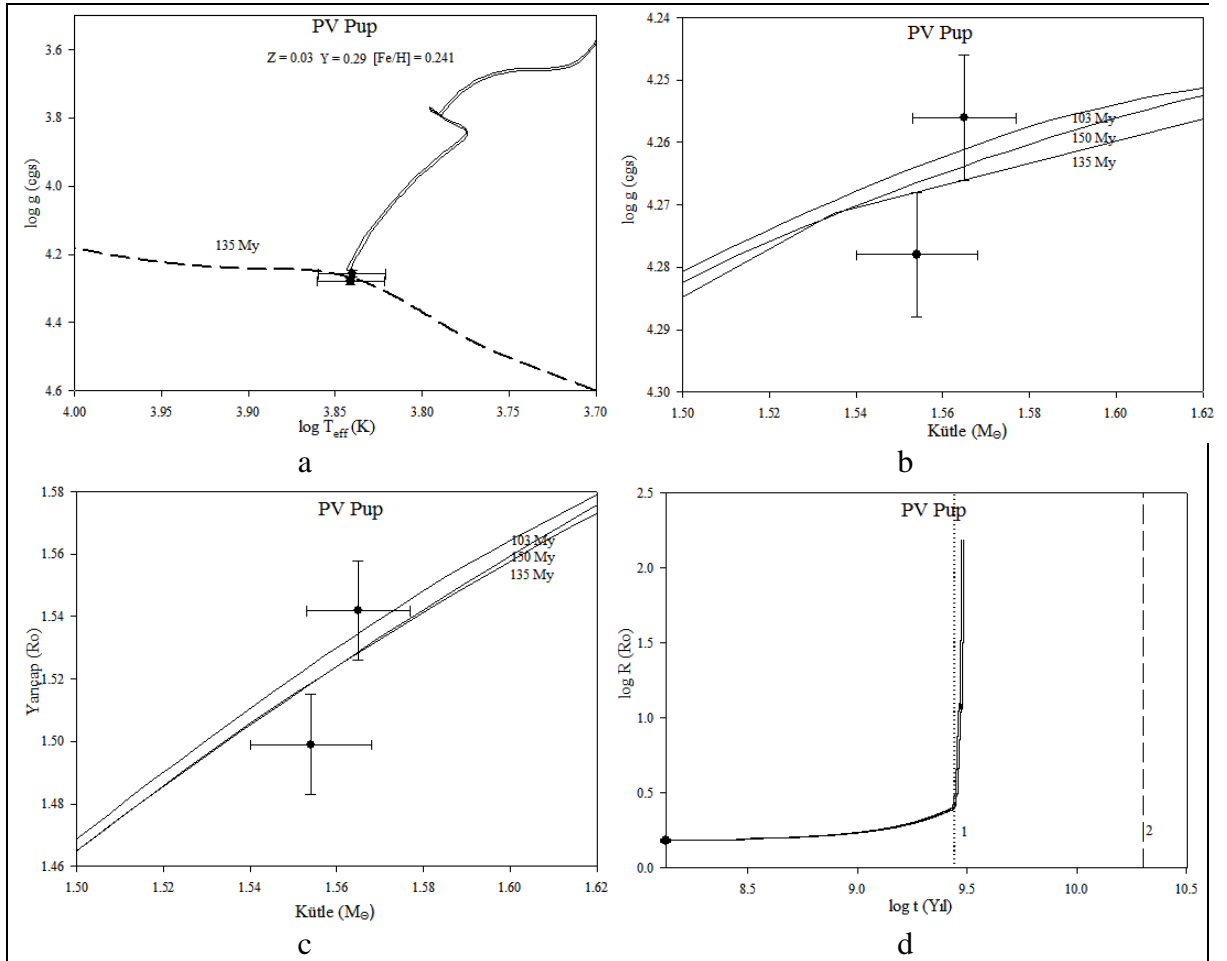 PV Pup
Z = 0.03 Y = 0.29 [Fe/H] = 0.241
log g (cgs)
3.6
3.8
4.0
4.2
4.4
4.6
135 My
4.00
3.95
3.90
3.85
3.80
3.75
3.70
log T_eff (K)
a
PV Pup
log g (cgs)
4.24
4.25
4.26
4.27
4.28
4.29
4.30
103 My
150 My
135 My
1.50
1.52
1.54
1.56
1.58
1.60
1.62
Kütle (M⊙)
b
PV Pup
Yarıçap (Ro)
1.58
1.56
1.54
1.52
1.50
1.48
1.46
103 My
150 My
135 My
1.50
1.52
1.54
1.56
1.58
1.60
1.62
Kütle (M⊙)
c
PV Pup
log R (Ro)
2.5
2.0
1.5
1.0
0.5
0.0
1
2
8.5
9.0
9.5
10.0
10.5
log t (Yıl)
d